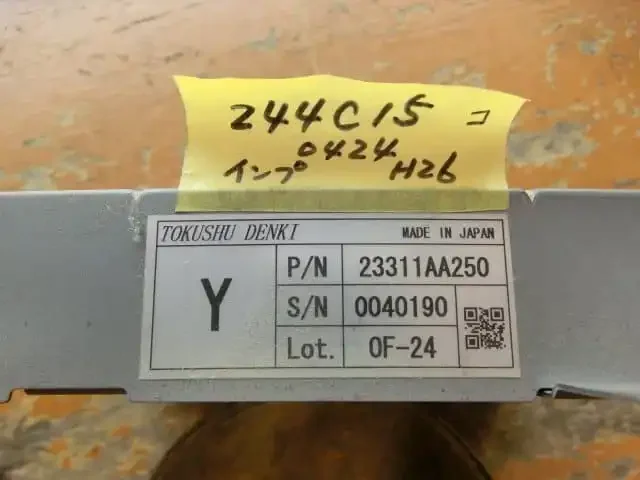 244C15 コ
0424
インプ H26
TOKUSHU DENKI MADE IN JAPAN
Y
P/N 23311AA250
S/N 0040190
Lot. 0F-24